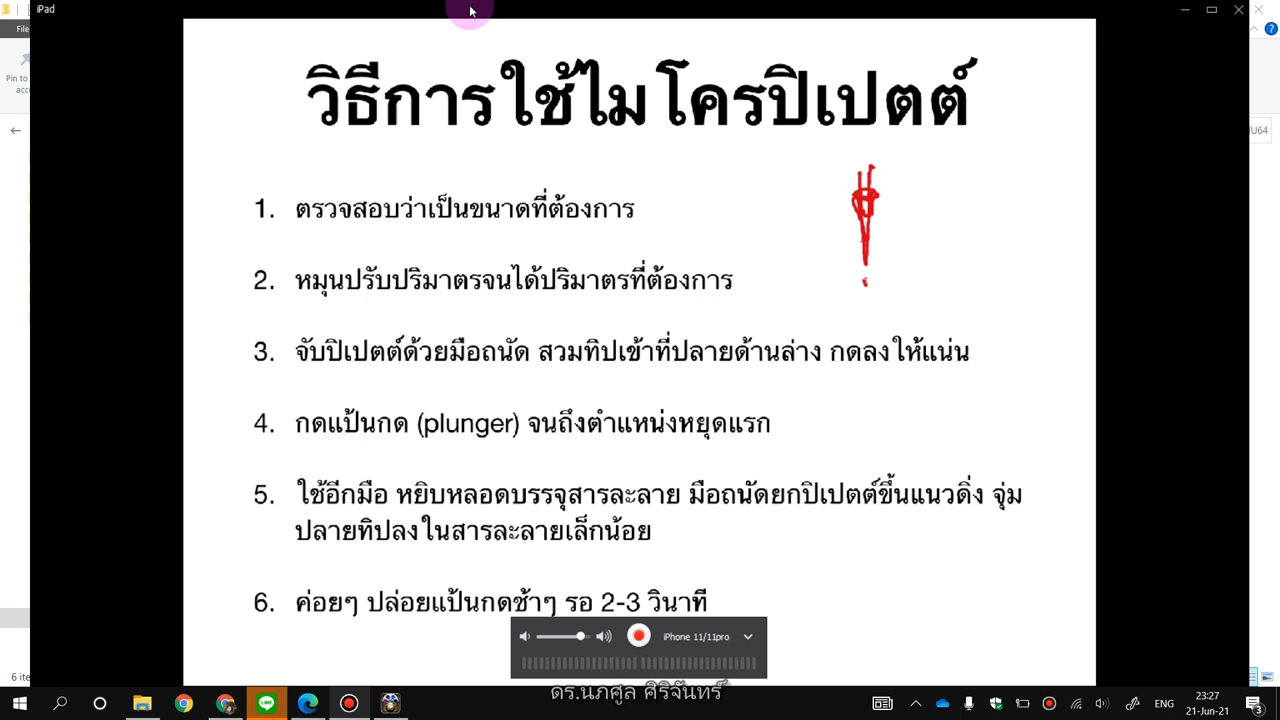 iPad
File
Pin to
acc
U64
วิธีการใช้ไมโครปิเปตต์
1. ตรวจสอบว่าเป็นขนาดที่ต้องการ
2. หมุนปรับปริมาตรจนได้ปริมาตรที่ต้องการ
3. จับปิเปตต์ด้วยมือถนัด สวมทิปเข้าที่ปลายด้านล่าง กดลงให้แน่น
4. กดแป้นกด (plunger) จนถึงตำแหน่งหยุดแรก
5. ใช้อีกมือ หยิบหลอดบรรจุสารละลาย มือถนัดยกปิเปตต์ขึ้นแนวดิ่ง จุ่ม
ปลายทิปลงในสารละลายเล็กน้อย
6. ค่อยๆ ปล่อยแป้นกดช้าๆ รอ 2-3 วินาที
iPhone 11/11pro
ดร.นภศูล ศิริจันทร์
6 ite
LINE
ENG
23:27
21-Jun-21
3